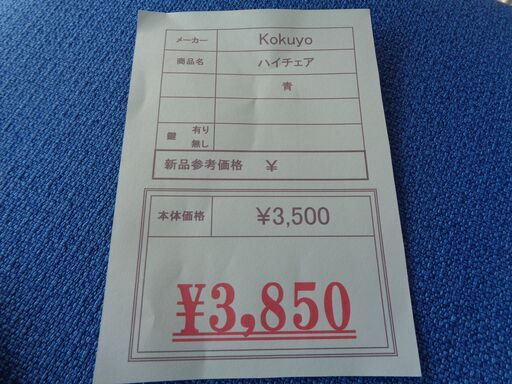 メーカー Kokuyo
商品名 ハイチェア
青
鍵 有り
無し
新品参考価格 ¥
本体価格 ¥3,500
¥3,850